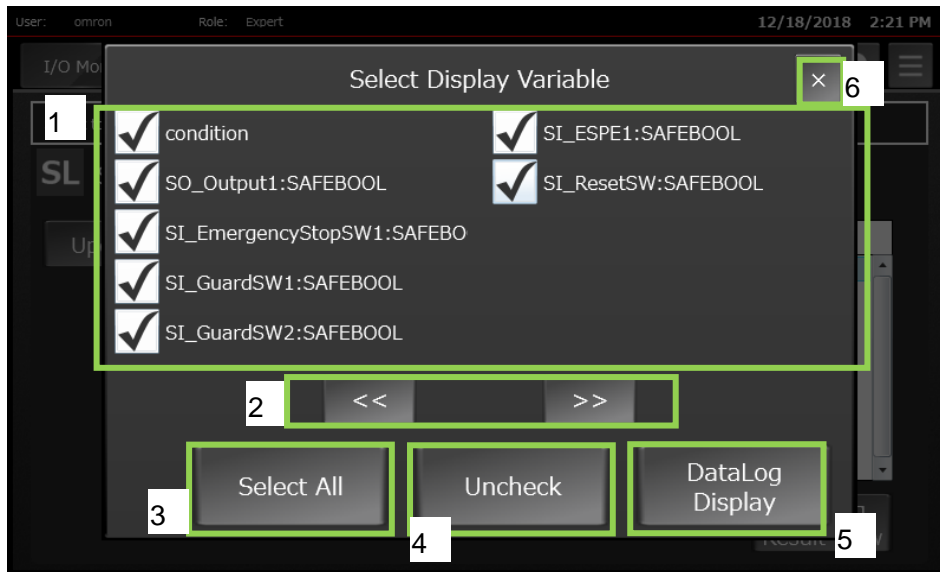 User: omron Role: Expert 12/18/2018 2:21 PM
I/O Mo
Select Display Variable
×
6
1
condition
SI_ESPE1:SAFEBOOL
SL
SO_Output1:SAFEBOOL
SI_ResetSW:SAFEBOOL
Up
SI_EmergencyStopSW1:SAFEBO
SI_GuardSW1:SAFEBOOL
SI_GuardSW2:SAFEBOOL
2
<<
>>
Select All
Uncheck
DataLog
Display
3
4
5